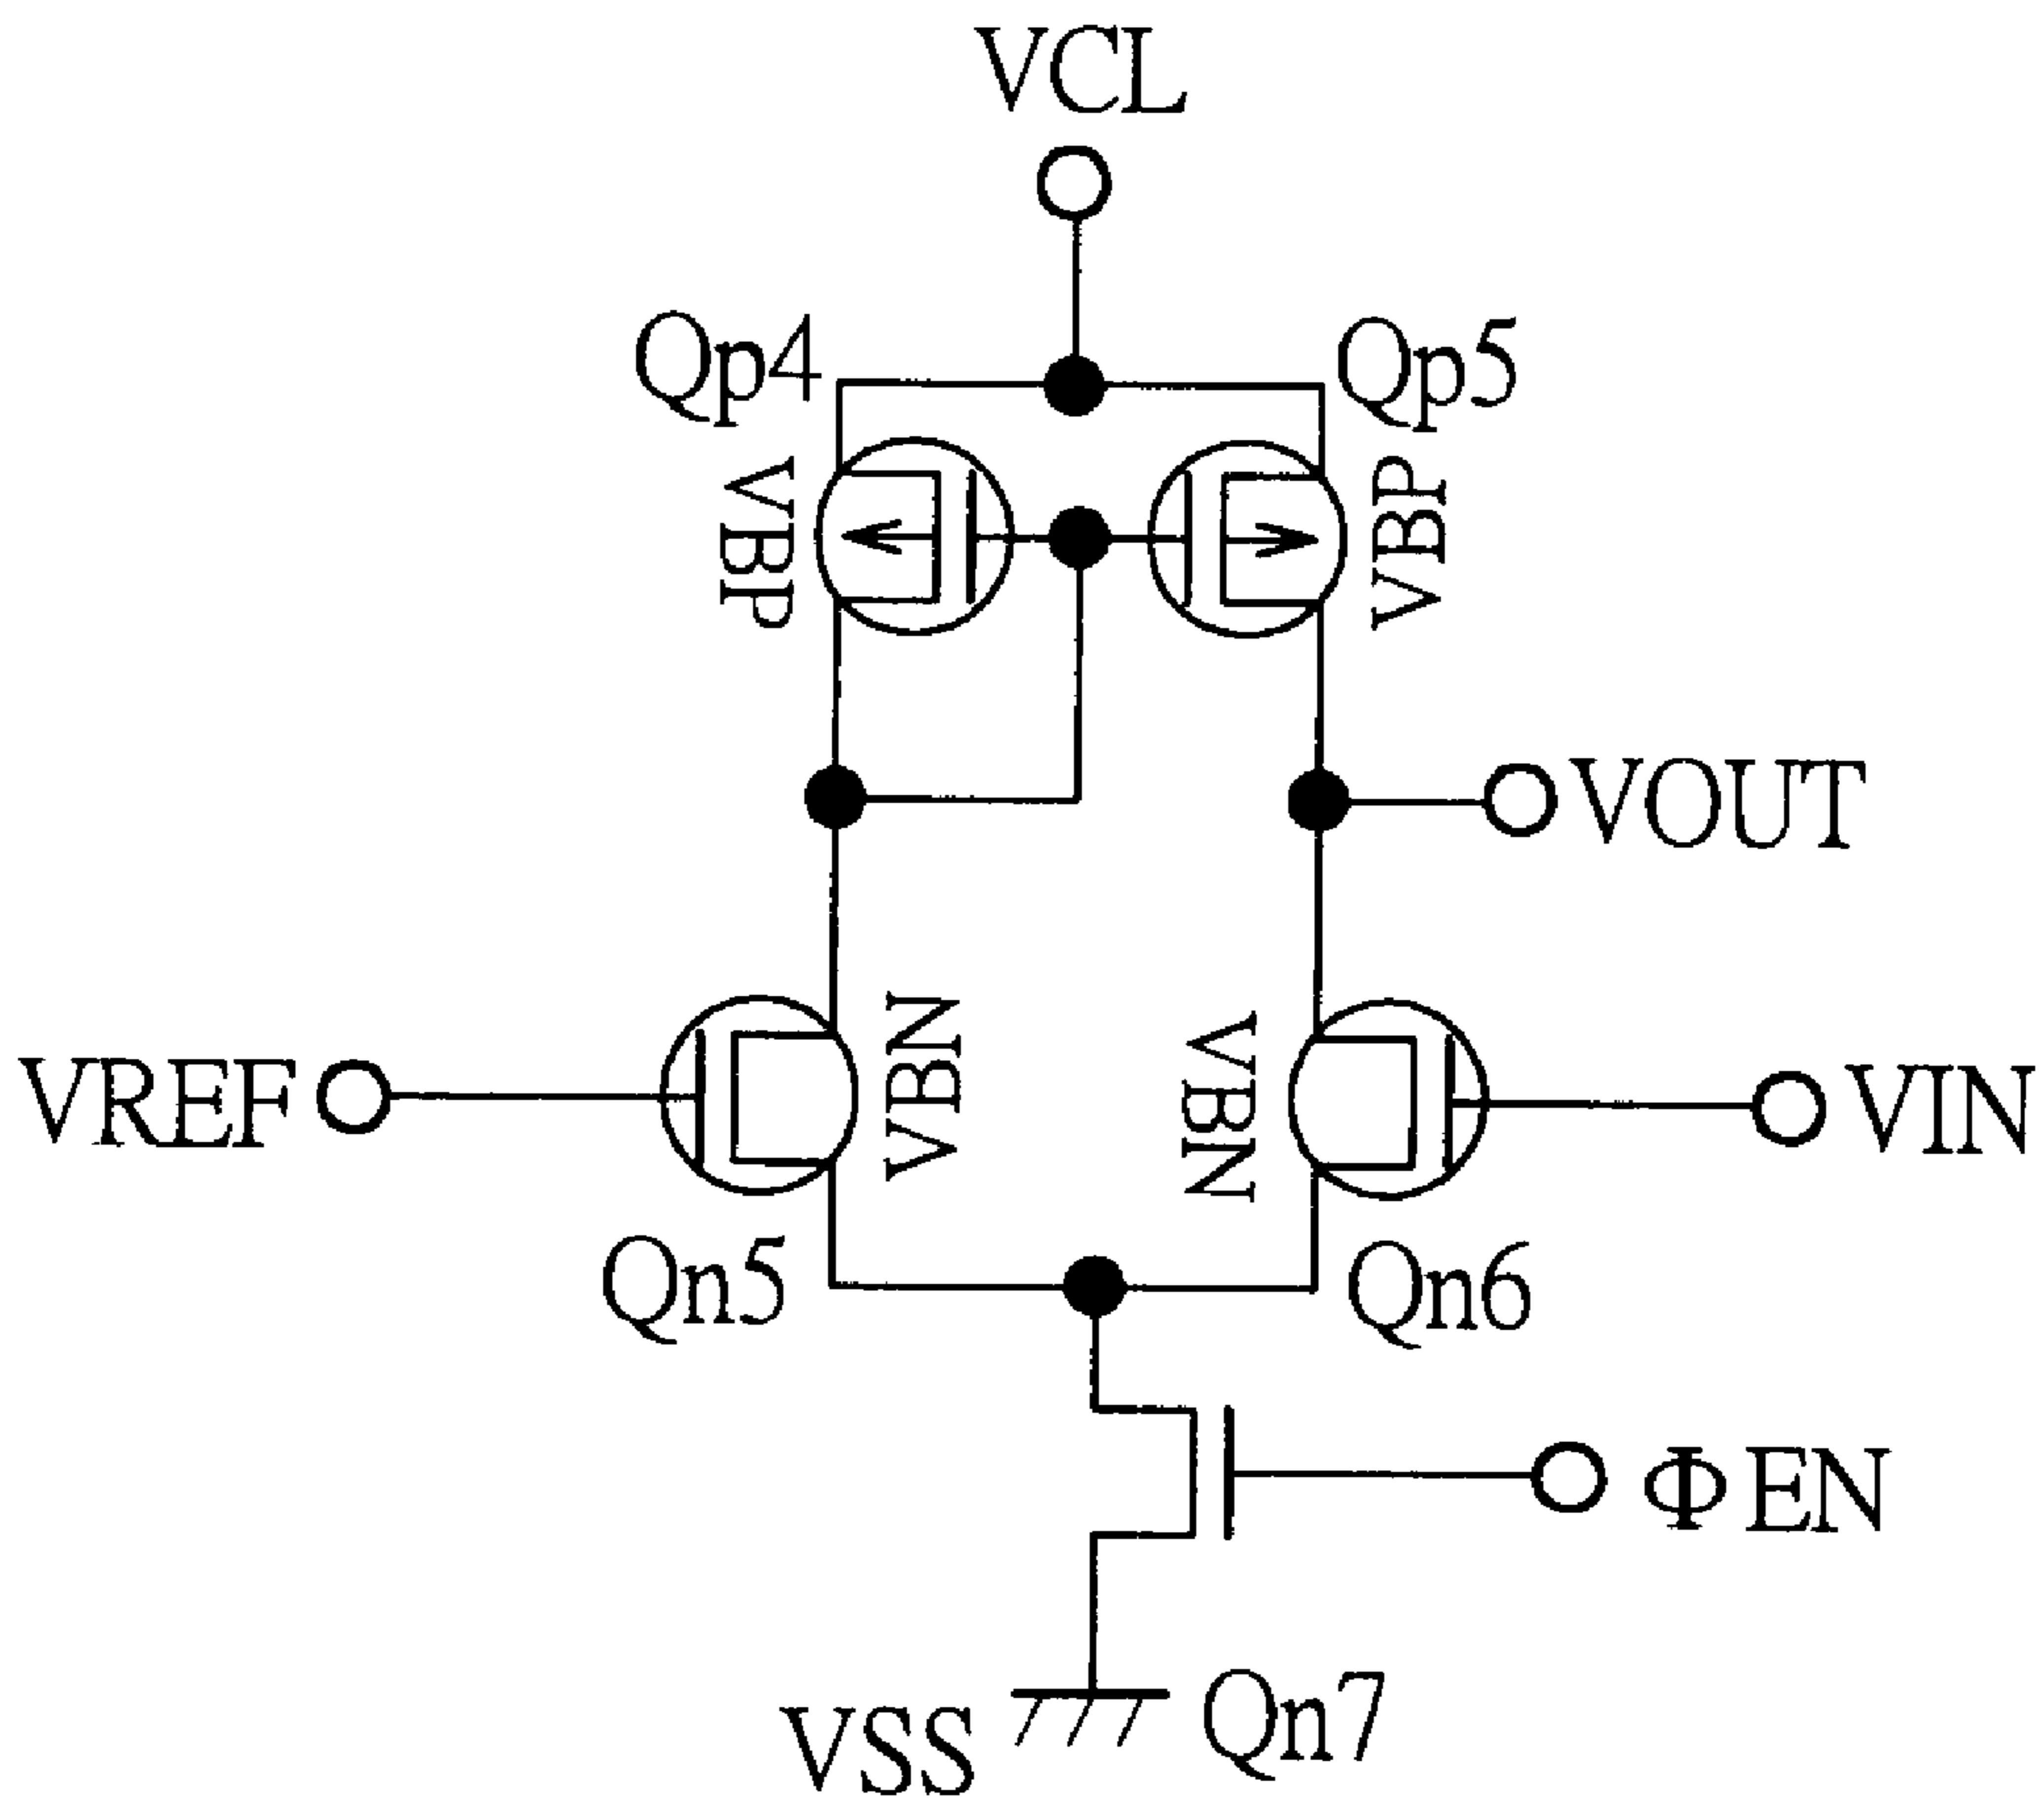 VCL
Qp4
Qp5
VBP
VBP
VOUT
VREF
VBN
VBN
VIN
Qn5
Qn6
ΦEN
VSS
Qn7